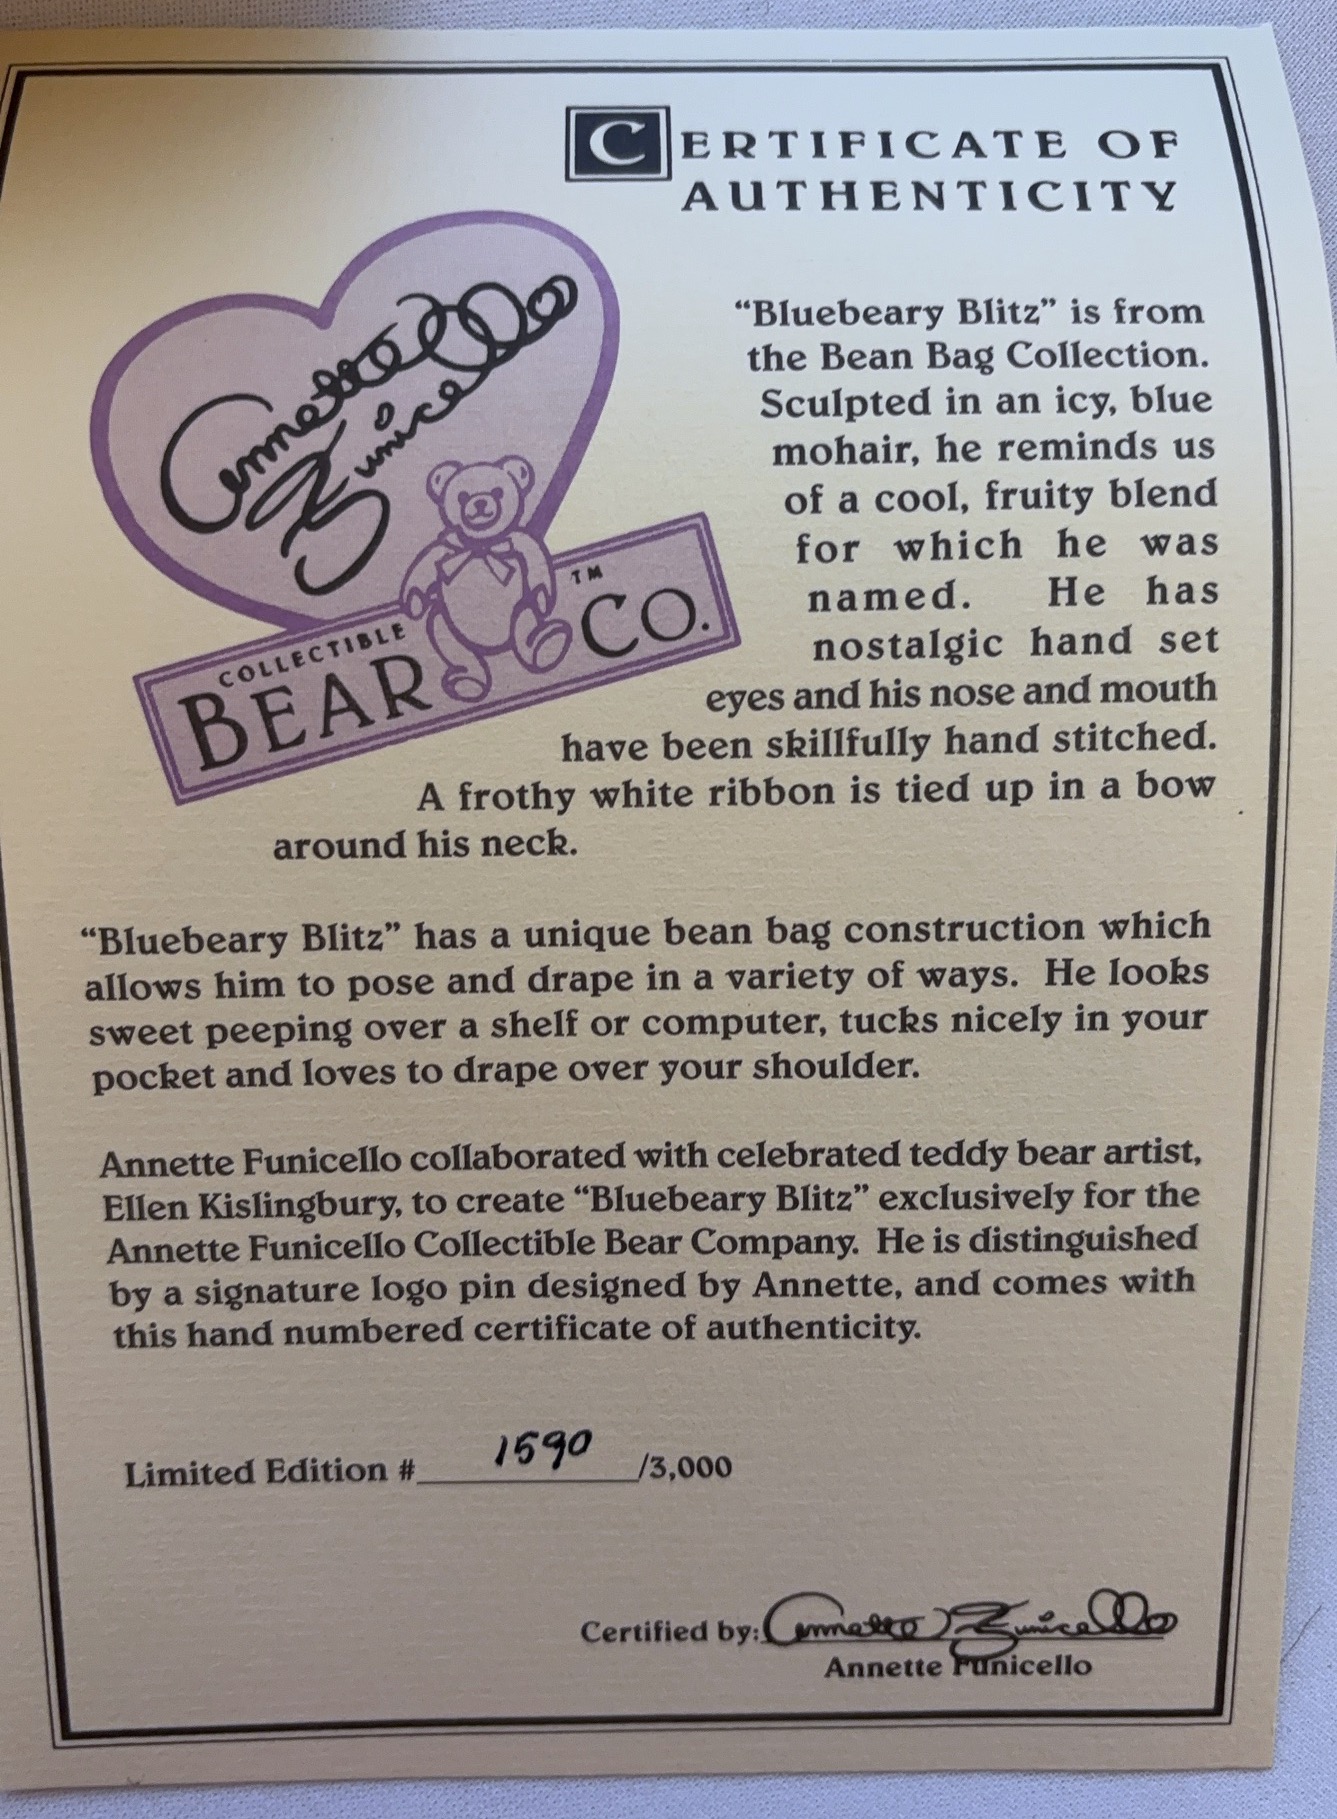 CERTIFICATE OF
AUTHENTICITY
Annette
Funicello
COLLECTIBLE
BEAR CO.™
“Bluebeary Blitz” is from
the Bean Bag Collection.
Sculpted in an icy, blue
mohair, he reminds us
of a cool, fruity blend
for which he was
named. He has
nostalgic hand set
eyes and his nose and mouth
have been skillfully hand stitched.
A frothy white ribbon is tied up in a bow
around his neck.
“Bluebeary Blitz” has a unique bean bag construction which
allows him to pose and drape in a variety of ways. He looks
sweet peeping over a shelf or computer, tucks nicely in your
pocket and loves to drape over your shoulder.
Annette Funicello collaborated with celebrated teddy bear artist,
Ellen Kislingbury, to create “Bluebeary Blitz” exclusively for the
Annette Funicello Collectible Bear Company. He is distinguished
by a signature logo pin designed by Annette, and comes with
this hand numbered certificate of authenticity.
Limited Edition # 1590 /3,000
Certified by: Annette Funicello
Annette Funicello